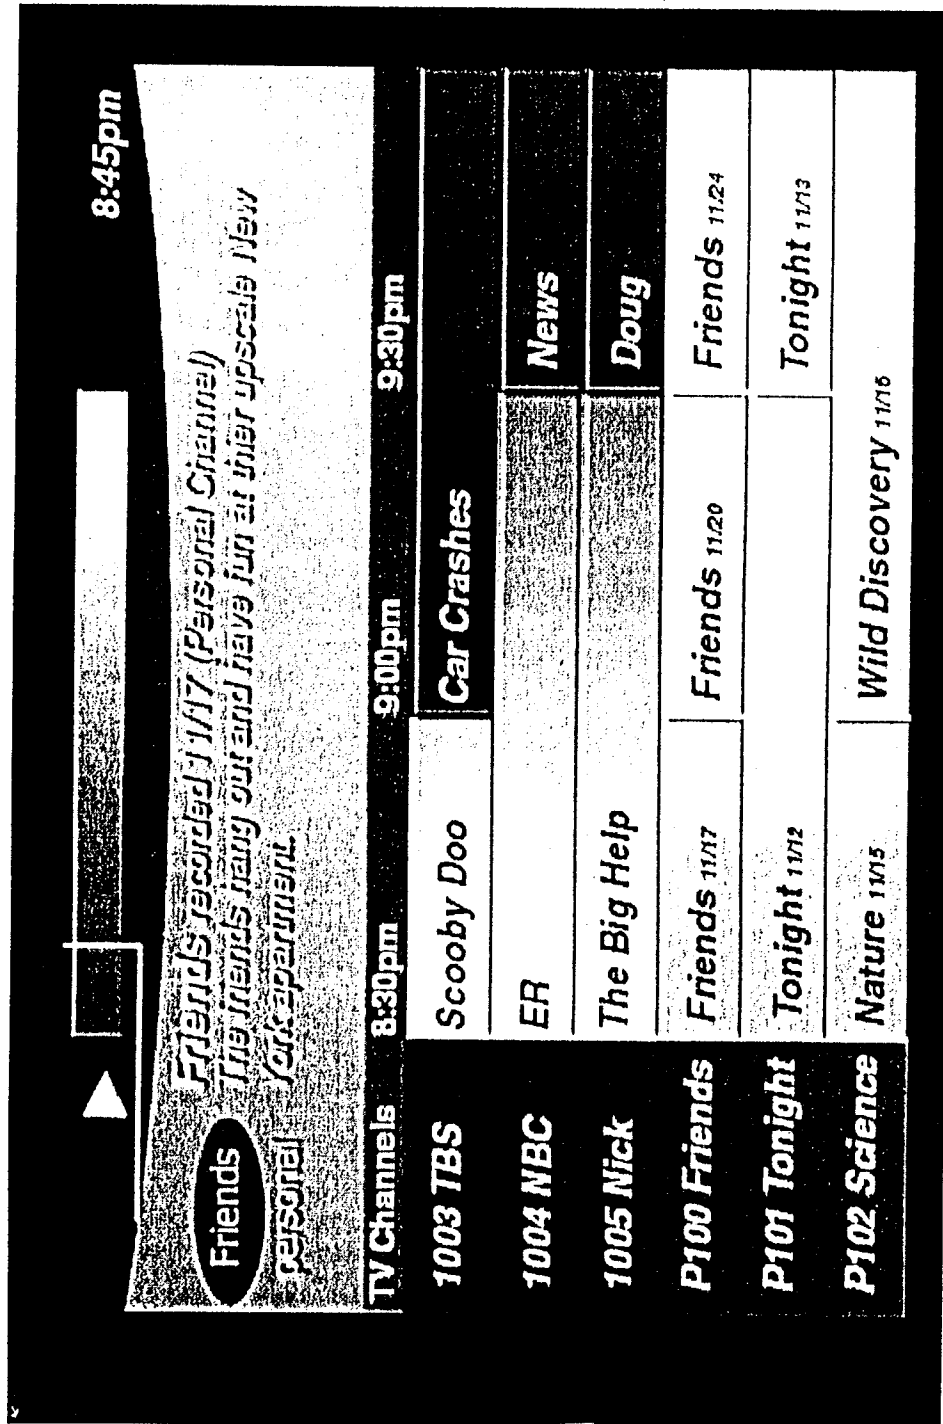 8:45pm
Friends
personal
Friends recorded 11/17 (Personal Channel)
The friends hang out and have fun at thier upscale New
York apartment.
TV Channels 8:30pm 9:00pm 9:30pm
1003 TBS Scooby Doo Car Crashes
1004 NBC ER News
1005 Nick The Big Help Doug
P100 Friends Friends 11/17 Friends 11/20 Friends 11/24
P101 Tonight Tonight 11/12 Tonight 11/13
P102 Science Nature 11/15 Wild Discovery 11/16